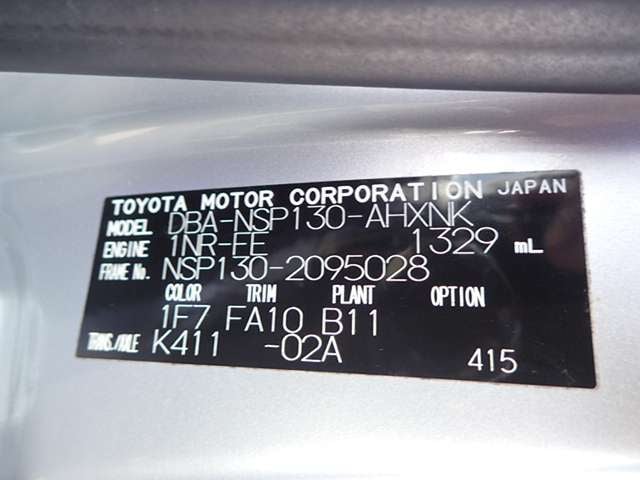 TOYOTA MOTOR CORPORATION JAPAN
MODEL DBA-NSP130-AHXNK
ENGINE 1NR-FE 1329 mL
FRAME No. NSP130-2095028
COLOR TRIM PLANT OPTION
1F7 FA10 B11
TRANS./AXLE K411 -02A 415